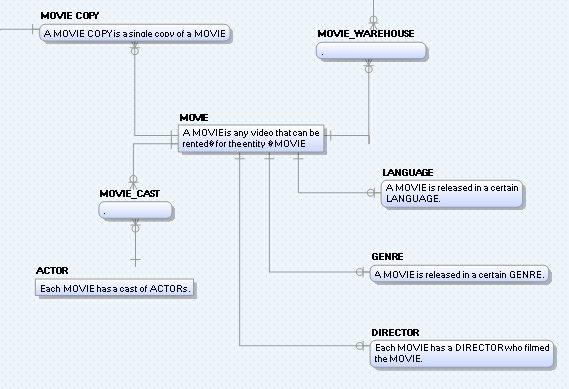 MOVIE COPY
A MOVIE COPY is a single copy of a MOVIE
MOVIE_WAREHOUSE
.
MOVIE
A MOVIE is any video that can be
rented◆ for the entity ◆MOVIE
LANGUAGE
A MOVIE is released in a certain
LANGUAGE.
MOVIE_CAST
.
GENRE
A MOVIE is released in a certain GENRE.
ACTOR
Each MOVIE has a cast of ACTORs.
DIRECTOR
Each MOVIE has a DIRECTOR who filmed
the MOVIE.